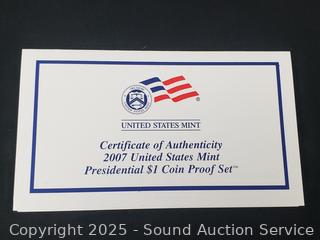 UNITED STATES MINT
Certificate of Authenticity
2007 United States Mint
Presidential $1 Coin Proof Set™
Copyright 2025 - Sound Auction Service